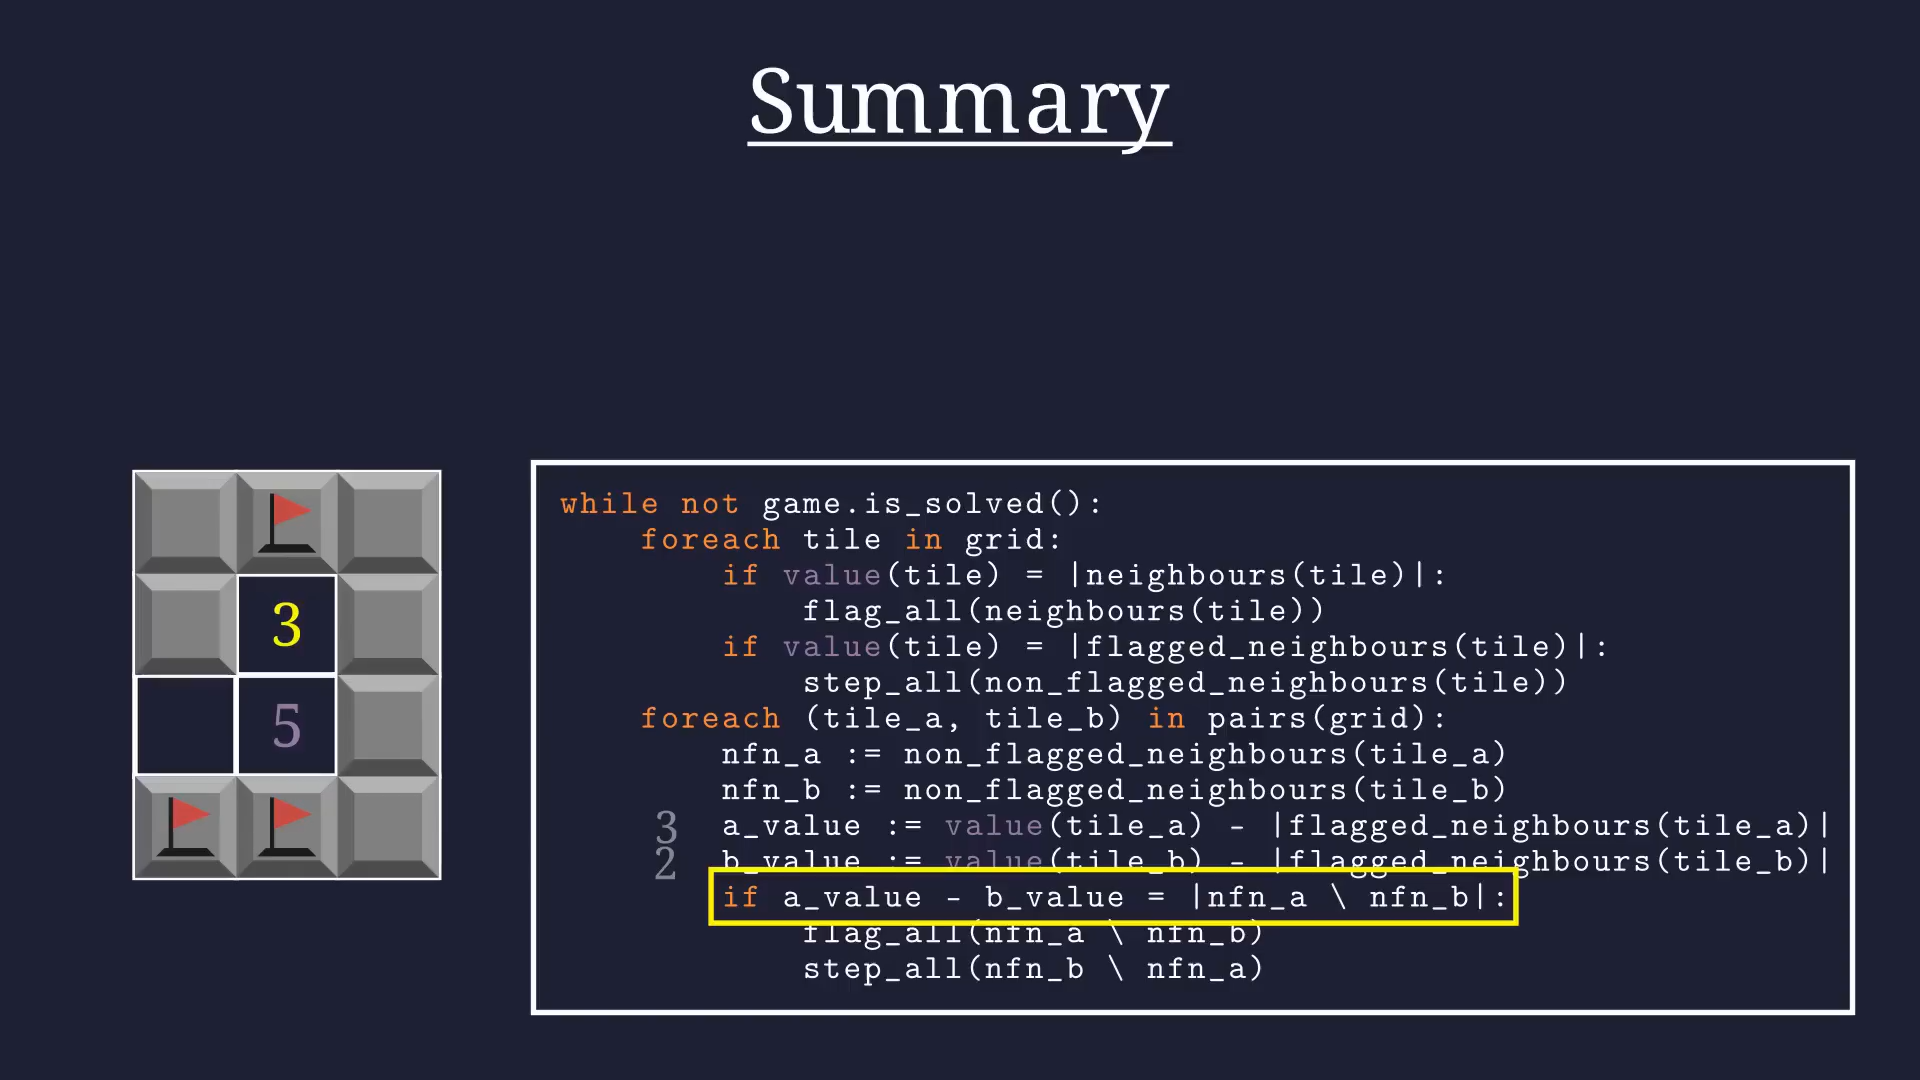 Summary
3
5
while not game.is_solved():
foreach tile in grid:
if value(tile) = |neighbours(tile)|:
flag_all(neighbours(tile))
if value(tile) = |flagged_neighbours(tile)|:
step_all(non_flagged_neighbours(tile))
foreach (tile_a, tile_b) in pairs(grid):
nfn_a := non_flagged_neighbours(tile_a)
nfn_b := non_flagged_neighbours(tile_b)
3 a_value := value(tile_a) - |flagged_neighbours(tile_a)|
2 b_value := value(tile_b) - |flagged_neighbours(tile_b)|
if a_value - b_value = |nfn_a \ nfn_b|:
flag_all(nfn_a \ nfn_b)
step_all(nfn_b \ nfn_a)